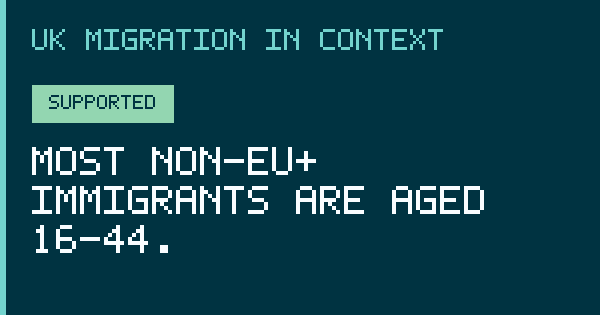 UK MIGRATION IN CONTEXT
SUPPORTED
MOST NON-EU+
IMMIGRANTS ARE AGED
16-44.